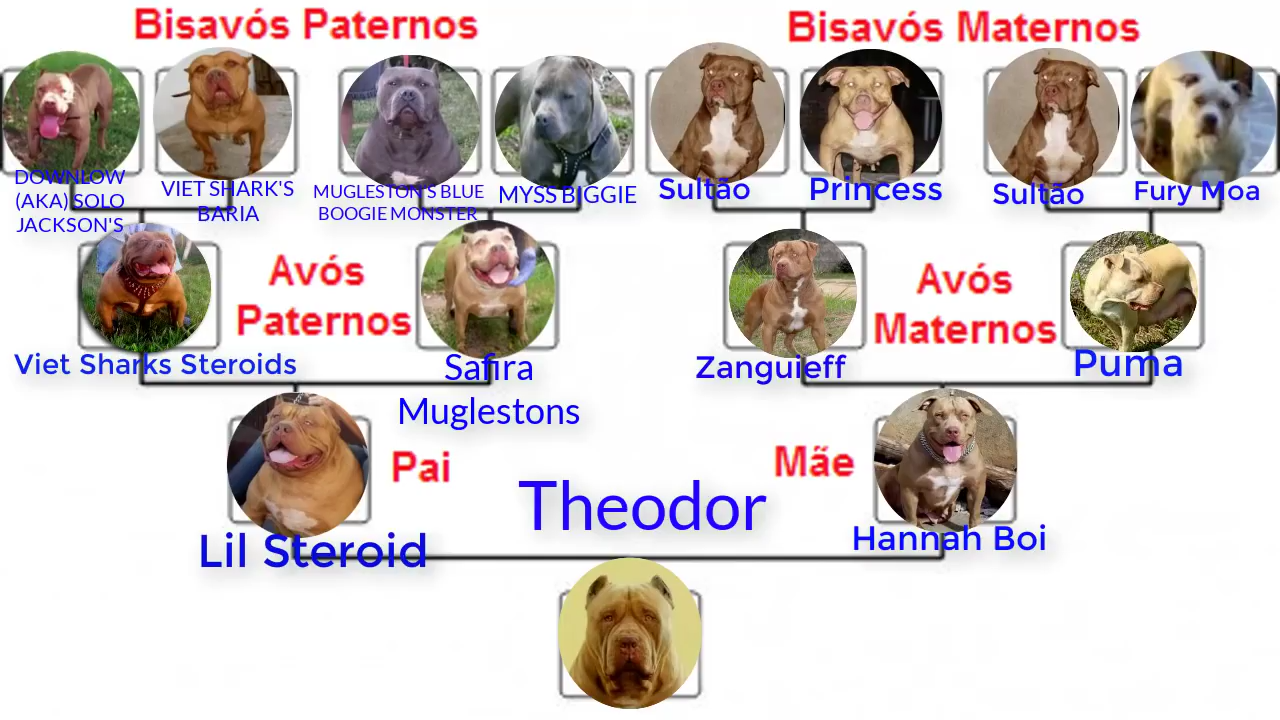 Bisavós Paternos
Bisavós Maternos
DOWNLOW
(AKA) SOLO
JACKSON'S
VIET SHARK'S
BARIA
MUGLESTON'S BLUE
BOOGIE MONSTER
MYSS BIGGIE
Sultão
Princess
Sultão
Fury Moa
Avós
Paternos
Avós
Maternos
Viet Sharks Steroids
Safira
Muglestons
Zanguieff
Puma
Pai
Mãe
Theodor
Lil Steroid
Hannah Boi